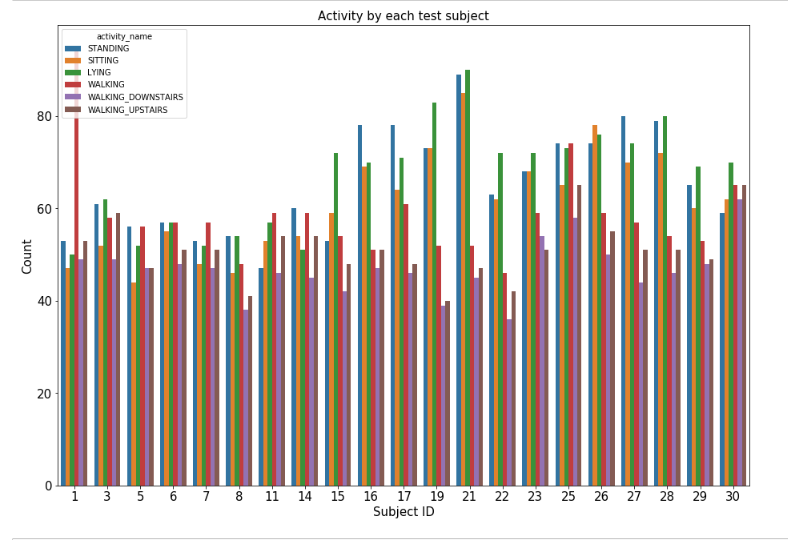 Activity by each test subject
activity_name
STANDING
SITTING
LYING
WALKING
WALKING_DOWNSTAIRS
WALKING_UPSTAIRS
80
60
40
20
0
Count
1 3 5 6 7 8 11 14 15 16 17 19 21 22 23 25 26 27 28 29 30
Subject ID